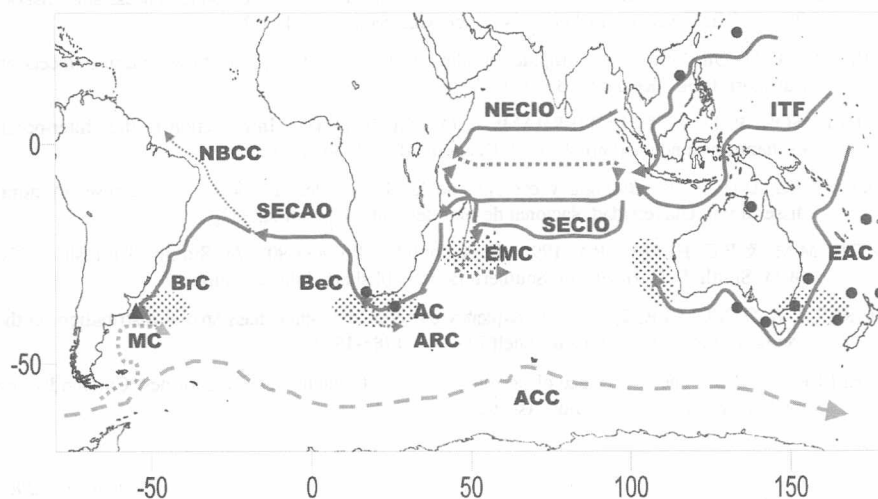 NECIO
ITF
0
NBCC
SECAO
SECIO
EMC
EAC
BrC
BeC
AC
MC
ARC
-50
ACC
-50
0
50
100
150